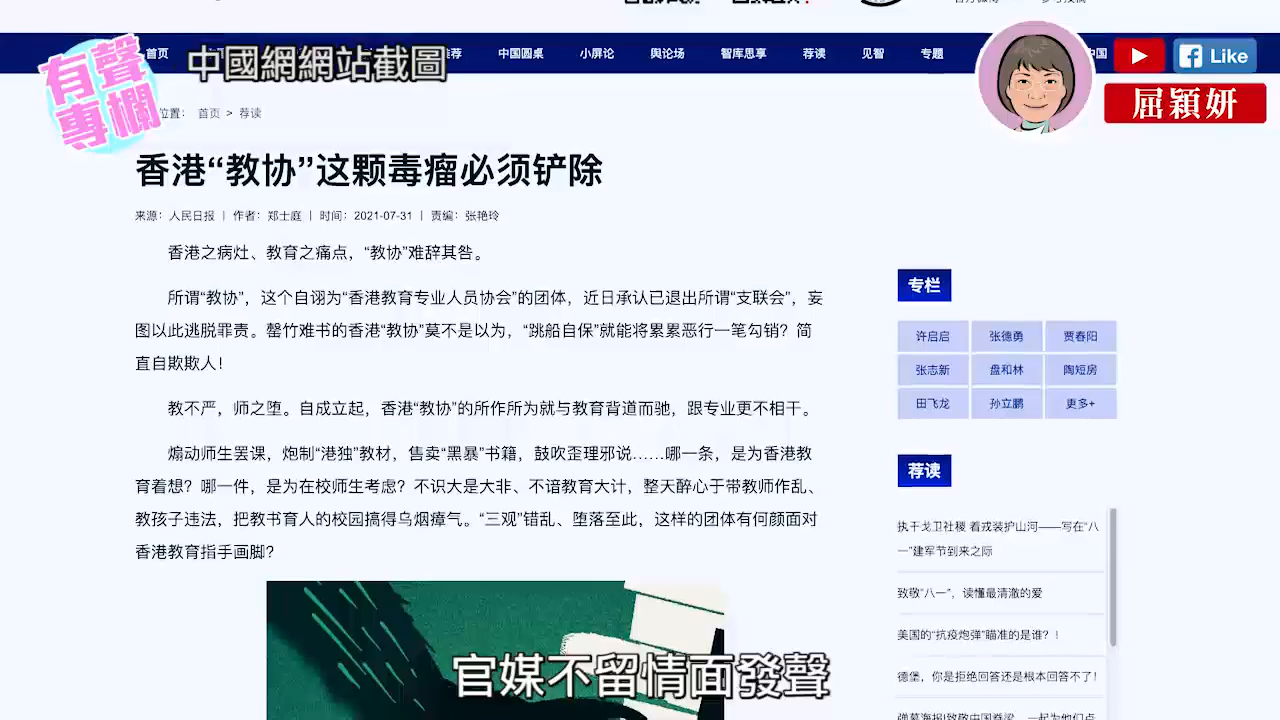 首页
荐
中国圆桌
小屏论
舆论场
智库思享
荐读
见智
专题
中国
中國網網站截圖
有聲
專欄
Like
屈穎妍
位置： 首页 > 荐读
香港“教协”这颗毒瘤必须铲除
来源：人民日报 | 作者：郑士庭 | 时间：2021-07-31 | 责编：张艳玲
香港之病灶、教育之痛点，“教协”难辞其咎。
所谓“教协”，这个自诩为“香港教育专业人员协会”的团体，近日承认已退出所谓“支联会”，妄
图以此逃脱罪责。罄竹难书的香港“教协”莫不是以为，“跳船自保”就能将累累恶行一笔勾销？简
直自欺欺人！
教不严，师之堕。自成立起，香港“教协”的所作所为就与教育背道而驰，跟专业更不相干。
煽动师生罢课，炮制“港独”教材，售卖“黑暴”书籍，鼓吹歪理邪说……哪一条，是为香港教
育着想？哪一件，是为在校师生考虑？不识大是大非、不谙教育大计，整天醉心于带教师作乱、
教孩子违法，把教书育人的校园搞得乌烟瘴气。“三观”错乱、堕落至此，这样的团体有何颜面对
香港教育指手画脚？
专栏
许启启 张德勇 贾春阳
张志新 盘和林 陶短房
田飞龙 孙立鹏 更多+
荐读
执干戈卫社稷 着戎装护山河——写在“八
一”建军节到来之际
致敬“八一”，读懂最清澈的爱
美国的“抗疫炮弹”瞄准的是谁？！
德堡，你是拒绝回答还是根本回答不了！
弹幕海报|致敬中国脊梁，一起为他们点
官媒不留情面發聲